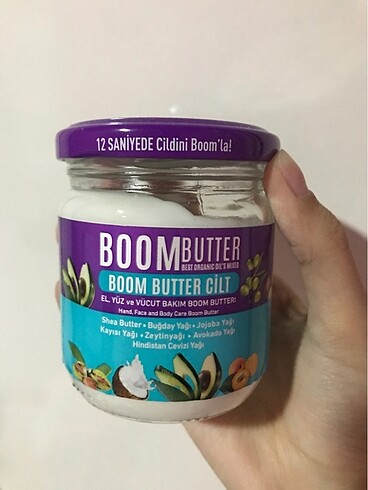 12 SANİYEDE Cildini Boom'la!
BOOMBUTTER
BEST ORGANIC OIL'S MIXED
BOOM BUTTER CİLT
EL, YÜZ ve VÜCUT BAKIM BOOM BUTTERI
Hand, Face and Body Care Boom Butter
Shea Butter • Buğday Yağı • Jojoba Yağı
Kayısı Yağı • Zeytinyağı • Avokado Yağı
Hindistan Cevizi Yağı